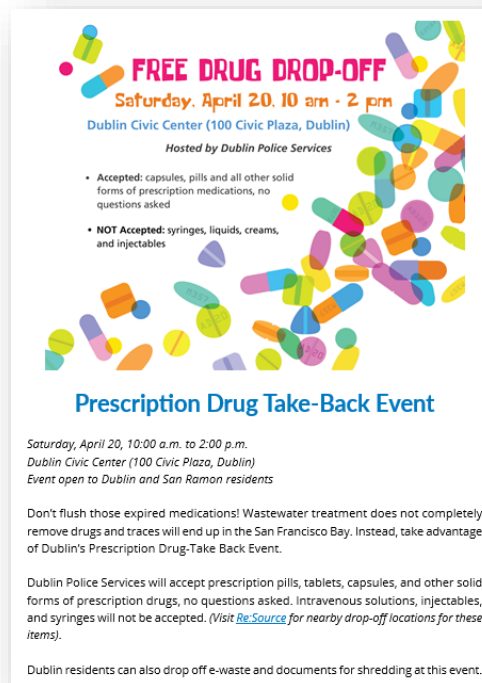 FREE DRUG DROP-OFF
Saturday, April 20, 10 am - 2 pm
Dublin Civic Center (100 Civic Plaza, Dublin)
Hosted by Dublin Police Services
• Accepted: capsules, pills and all other solid
forms of prescription medications, no
questions asked
• NOT Accepted: syringes, liquids, creams,
and injectables
Prescription Drug Take-Back Event
Saturday, April 20, 10:00 a.m. to 2:00 p.m.
Dublin Civic Center (100 Civic Plaza, Dublin)
Event open to Dublin and San Ramon residents
Don't flush those expired medications! Wastewater treatment does not completely
remove drugs and traces will end up in the San Francisco Bay. Instead, take advantage
of Dublin's Prescription Drug-Take Back Event.
Dublin Police Services will accept prescription pills, tablets, capsules, and other solid
forms of prescription drugs, no questions asked. Intravenous solutions, injectables,
and syringes will not be accepted. (Visit Re:Source for nearby drop-off locations for these
items).
Dublin residents can also drop off e-waste and documents for shredding at this event.